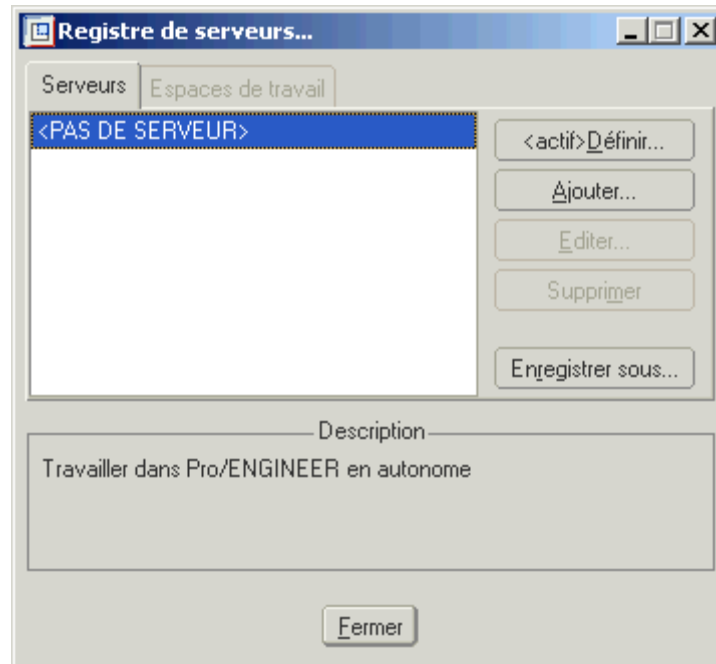 Registre de serveurs...
Serveurs
Espaces de travail
<PAS DE SERVEUR>
<actif>Définir...
Ajouter...
Editer...
Supprimer
Enregistrer sous...
Description
Travailler dans Pro/ENGINEER en autonome
Fermer